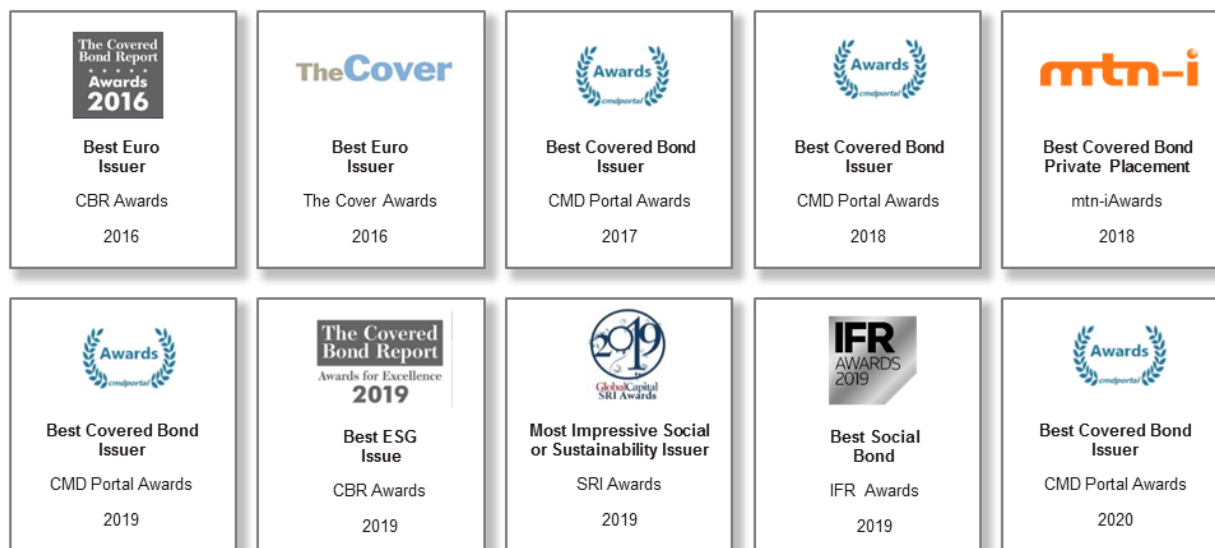 The Covered
Bond Report
Awards
2016
Best Euro
Issuer
CBR Awards
2016
TheCover
Best Euro
Issuer
The Cover Awards
2016
Awards
cmdportal
Best Covered Bond
Issuer
CMD Portal Awards
2017
Awards
cmdportal
Best Covered Bond
Issuer
CMD Portal Awards
2018
mtn-i
Best Covered Bond
Private Placement
mtn-iAwards
2018
Awards
cmdportal
Best Covered Bond
Issuer
CMD Portal Awards
2019
The Covered
Bond Report
Awards for Excellence
2019
Best ESG
Issue
CBR Awards
2019
2019
GlobalCapital
SRI Awards
Most Impressive Social
or Sustainability Issuer
SRI Awards
2019
IFR
AWARDS
2019
Best Social
Bond
IFR Awards
2019
Awards
cmdportal
Best Covered Bond
Issuer
CMD Portal Awards
2020